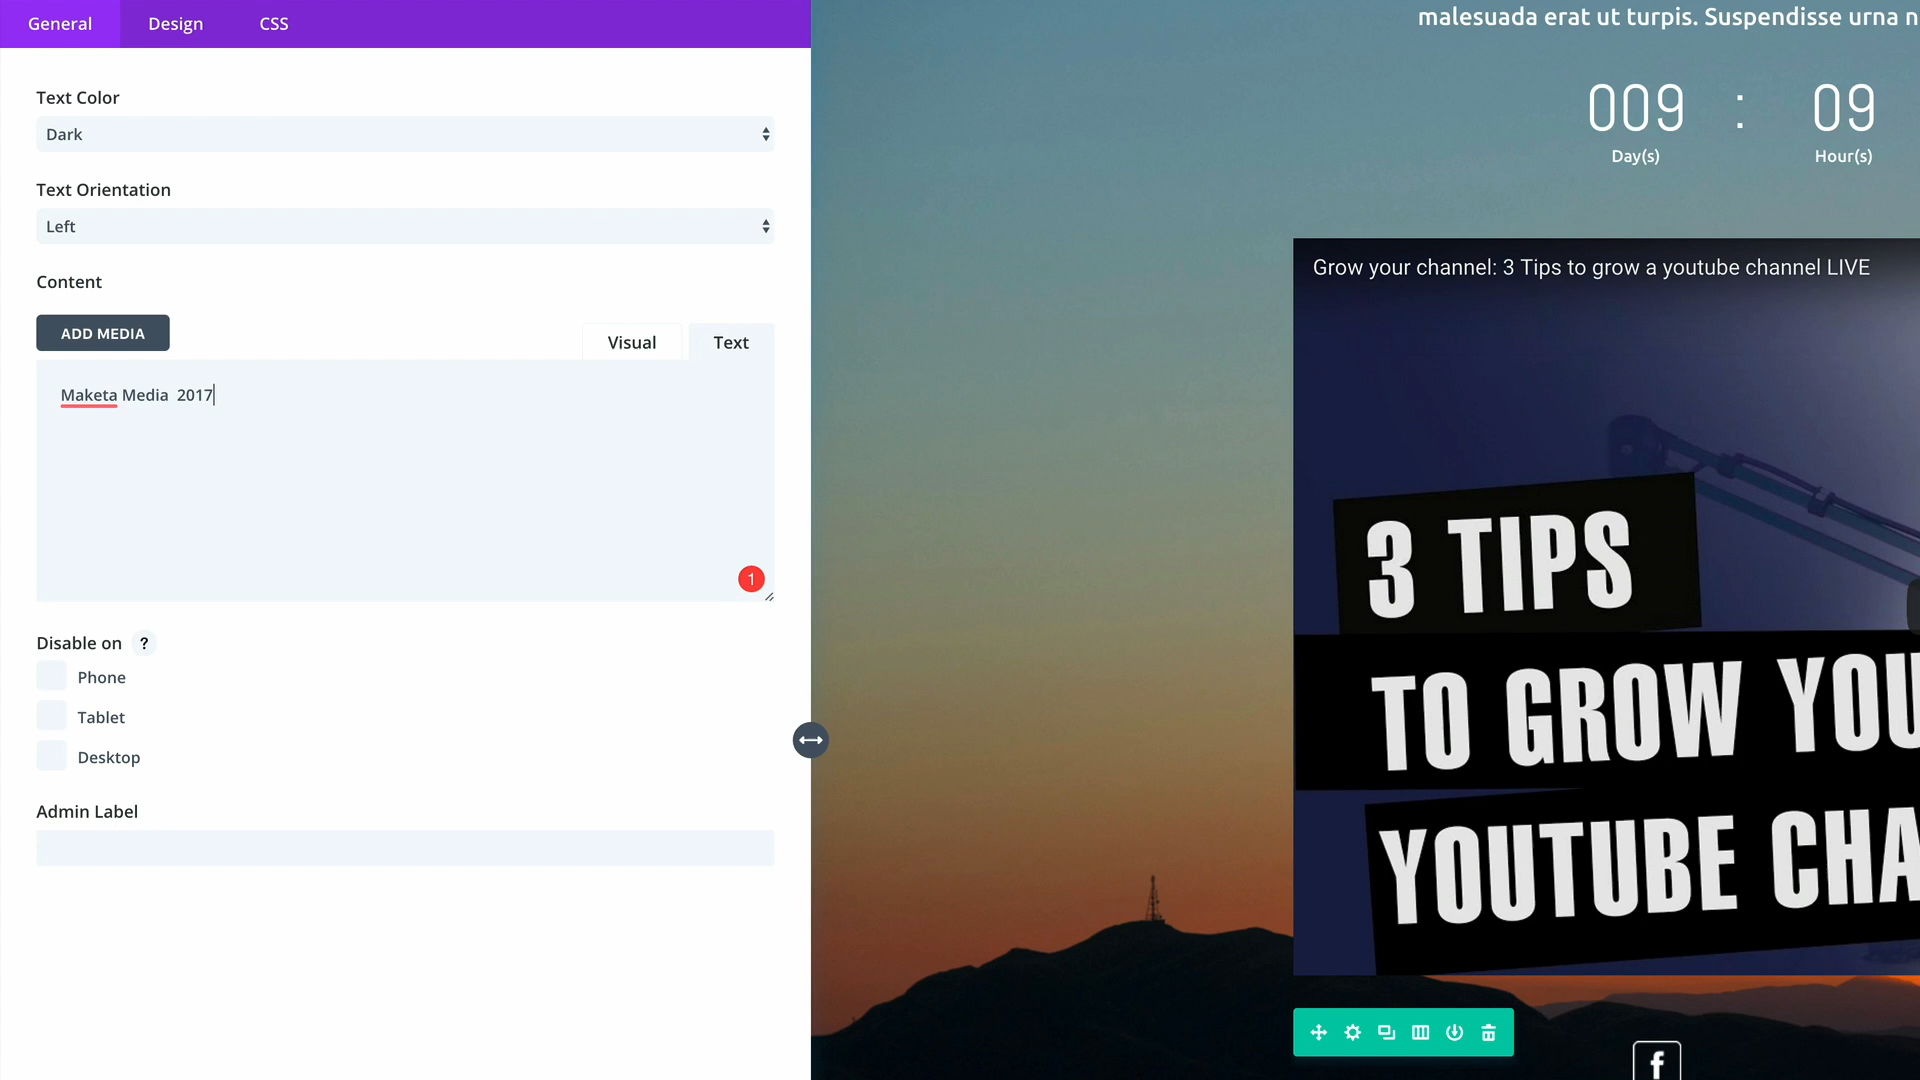 General Design CSS
Text Color
Dark
Text Orientation
Left
Content
ADD MEDIA
Visual Text
Maketa Media  2017
1
Disable on ?
Phone
Tablet
Desktop
Admin Label
malesuada erat ut turpis. Suspendisse urna n
009 : 09
Day(s) Hour(s)
Grow your channel: 3 Tips to grow a youtube channel LIVE
3 TIPS
TO GROW YOU
YOUTUBE CHA
f